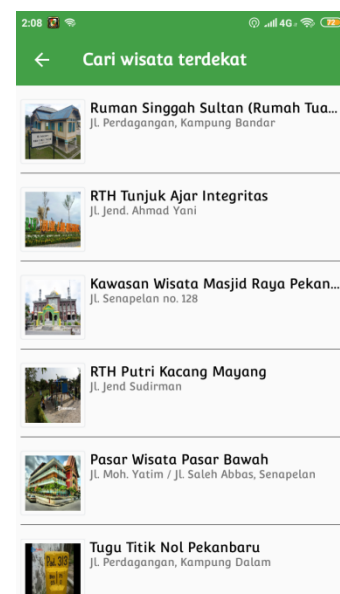 2:08 4G 72
Cari wisata terdekat
Ruman Singgah Sultan (Rumah Tua...
Jl. Perdagangan, Kampung Bandar
RTH Tunjuk Ajar Integritas
Jl. Jend. Ahmad Yani
Kawasan Wisata Masjid Raya Pekan...
Jl. Senapelan no. 128
RTH Putri Kacang Mayang
Jl. Jend Sudirman
Pasar Wisata Pasar Bawah
Jl. Moh. Yatim / Jl. Saleh Abbas, Senapelan
Tugu Titik Nol Pekanbaru
Jl. Perdagangan, Kampung Dalam